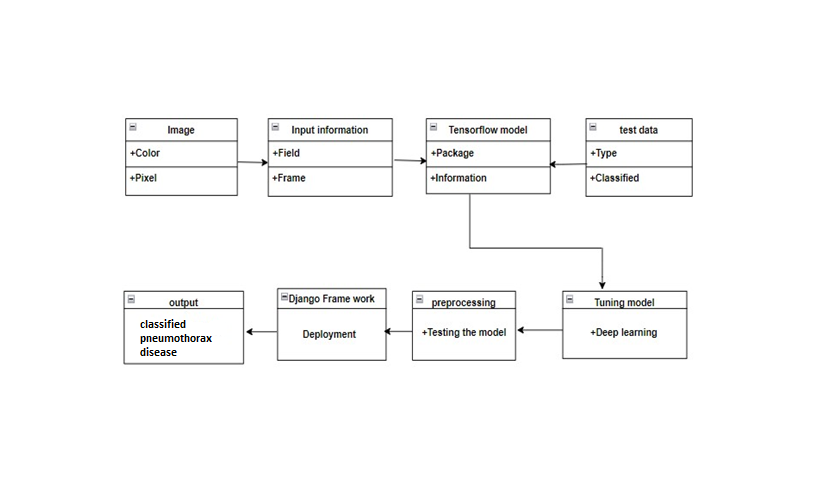 Image
+Color
+Pixel
Input information
+Field
+Frame
Tensorflow model
+Package
+Information
test data
+Type
+Classified
output
classified
pneumothorax
disease
Django Frame work
Deployment
preprocessing
+Testing the model
Tuning model
+Deep learning